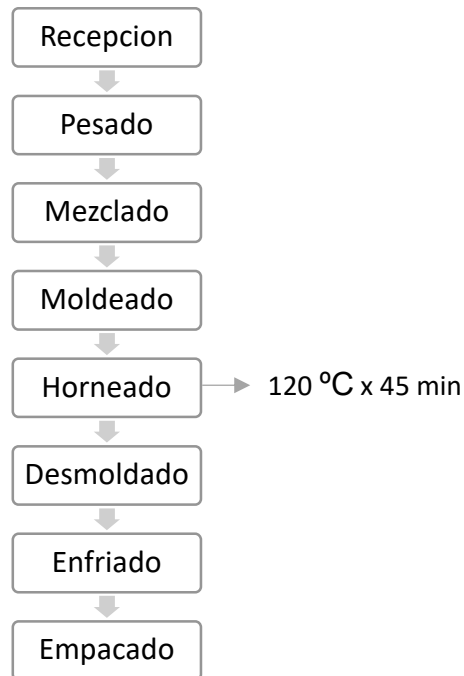 Recepcion
Pesado
Mezclado
Moldeado
Horneado
120 ºC x 45 min
Desmoldado
Enfriado
Empacado